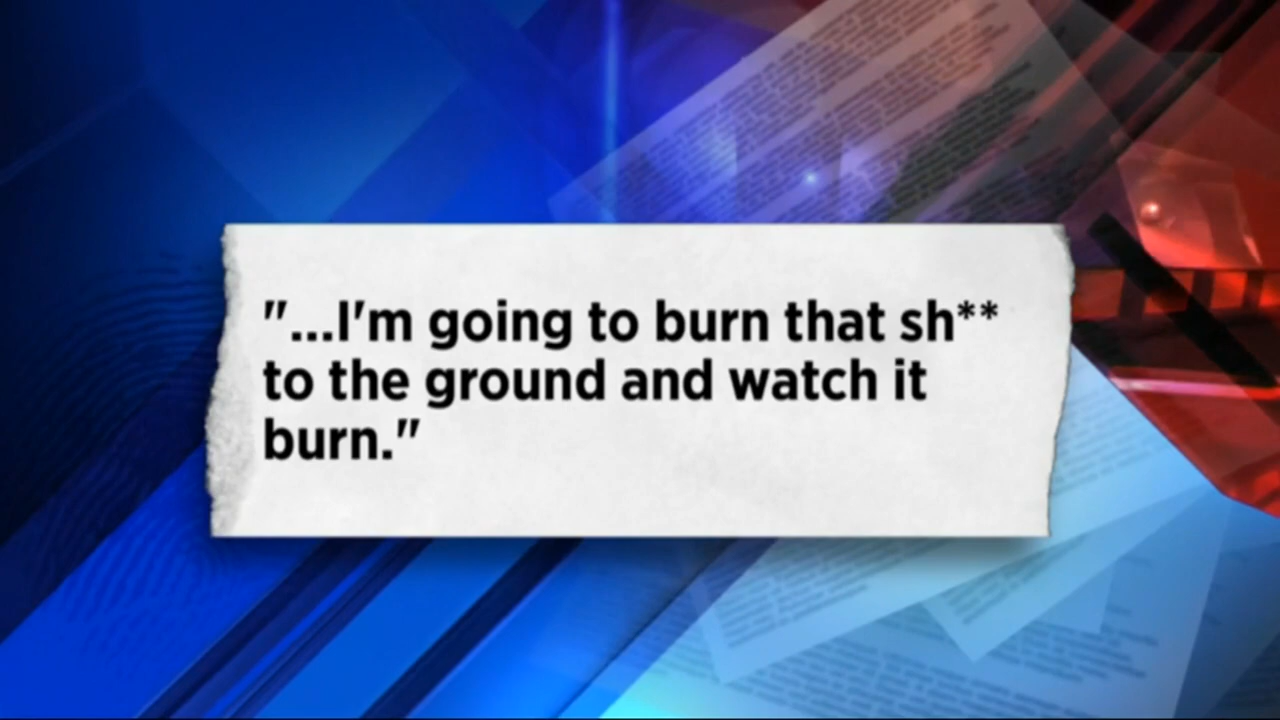 "...I'm going to burn that sh**
to the ground and watch it
burn."